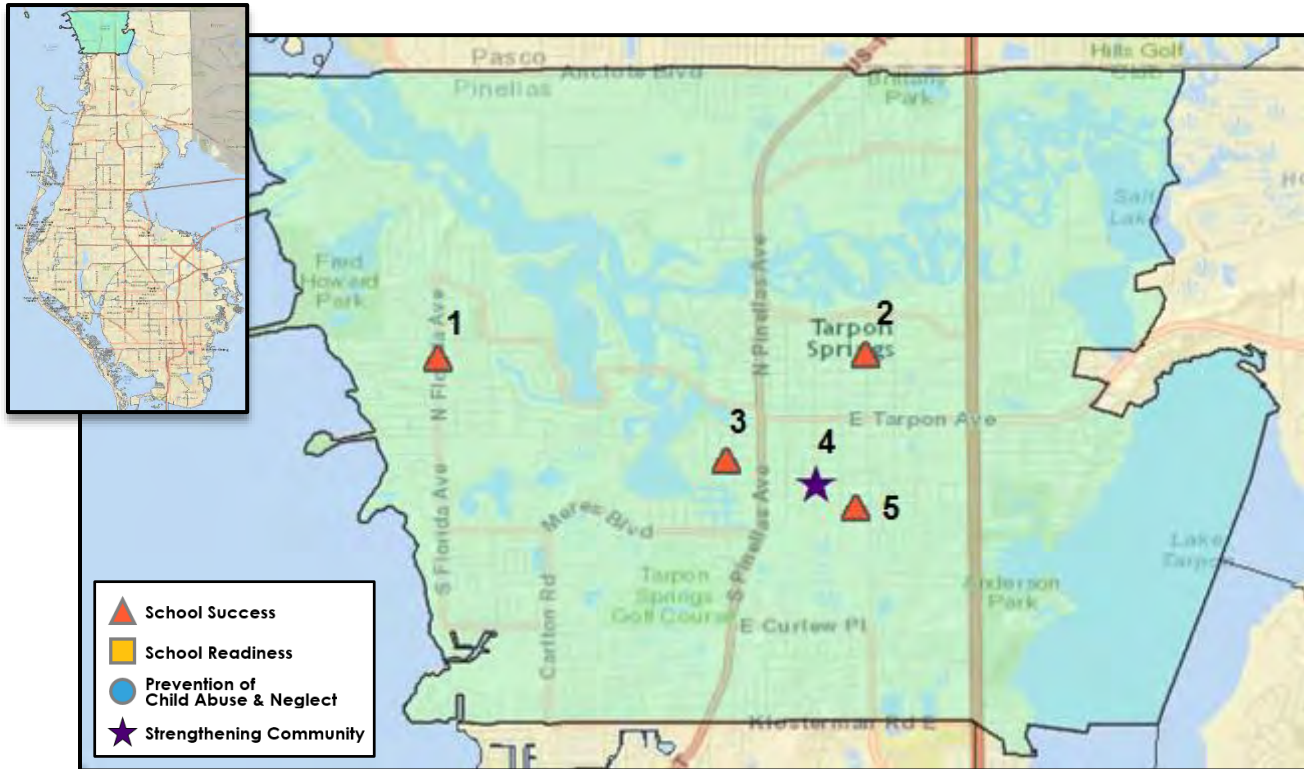 Pasco
Pinellas
Anclote Blvd
Brittany
Park
Hills Golf
Club
Salt
Lake
Fred
Howard
Park
N Florida Ave
1
N Pinellas Ave
2
Tarpon
Springs
E Tarpon Ave
3
4
5
S Florida Ave
Meres Blvd
S Pinellas Ave
Lake
Tarpon
Tarpon
Springs
Golf Course
Anderson
Park
E Curlew Pl
Carlton Rd
Klosterman Rd E
School Success
School Readiness
Prevention of
Child Abuse & Neglect
Strengthening Community